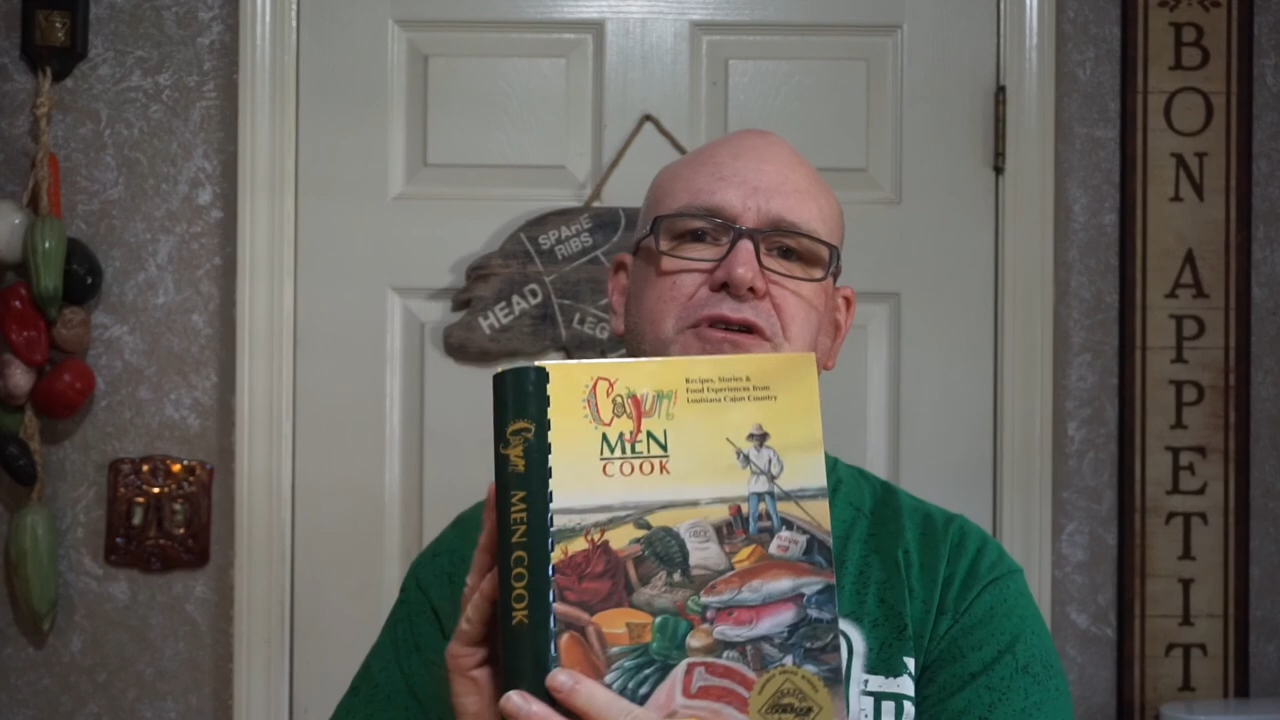 BON APPETIT
SPARE
RIBS
HEAD
LEG
Cajun
MEN
COOK
Recipes, Stories &
Food Experiences from
Louisiana Cajun Country
Cajun MEN COOK
RICE